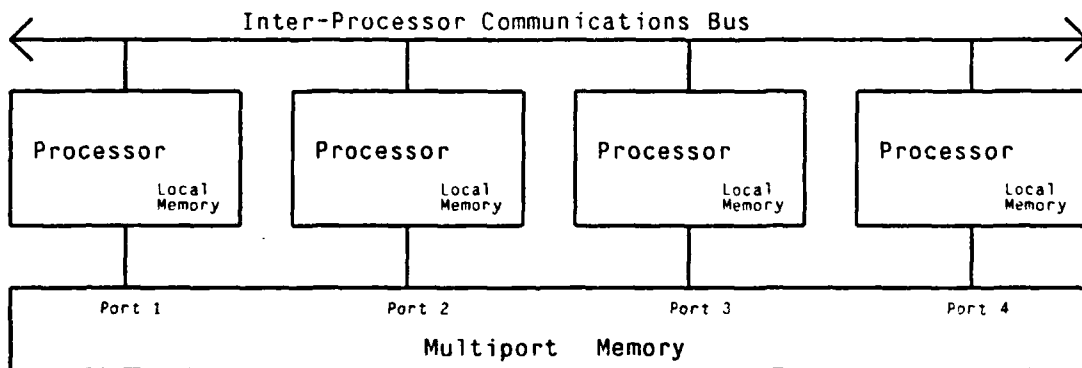 Inter-Processor Communications Bus
Processor Processor Processor Processor
Local Local Local Local
Memory Memory Memory Memory
Port 1 Port 2 Port 3 Port 4
Multiport Memory